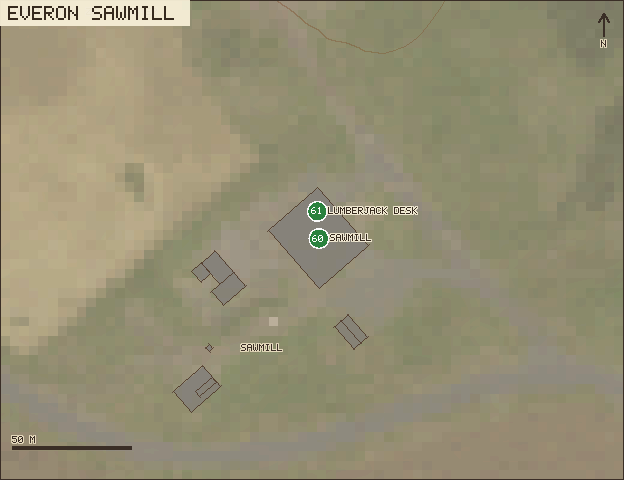 EVERON SAWMILL
N
61 LUMBERJACK DESK
60 SAWMILL
SAWMILL
50 M